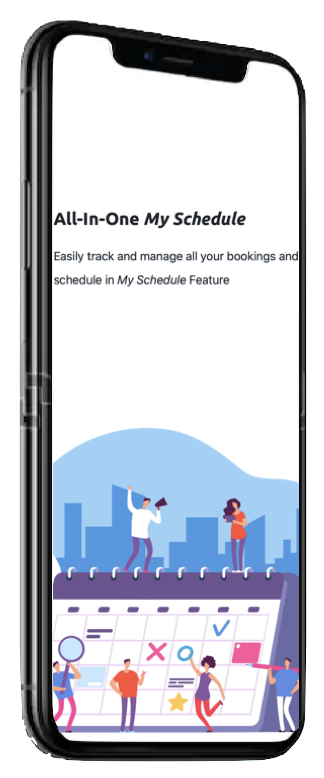 All-In-One My Schedule
Easily track and manage all your bookings and
schedule in My Schedule Feature